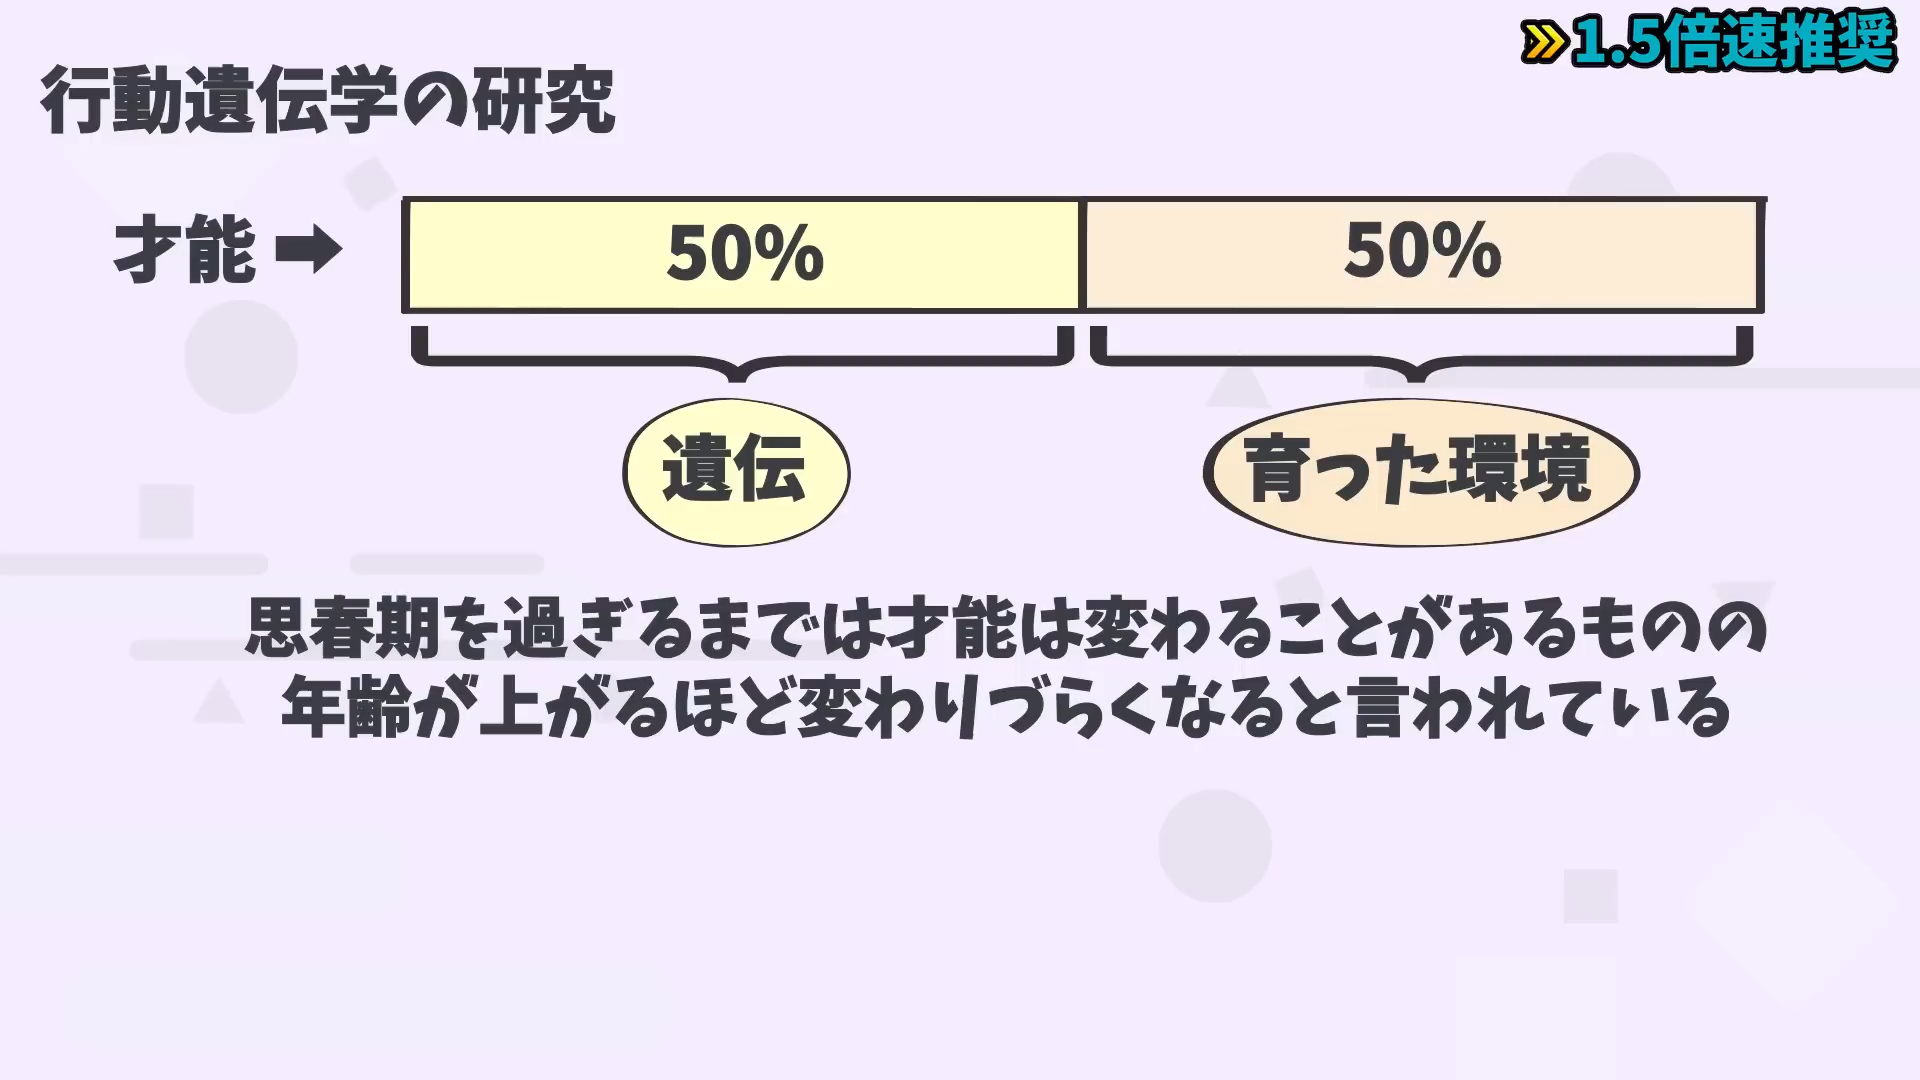 1.5倍速推奨
行動遺伝学の研究
才能
50%
50%
遺伝
育った環境
思春期を過ぎるまでは才能は変わることがあるものの
年齢が上がるほど変わりづらくなると言われている